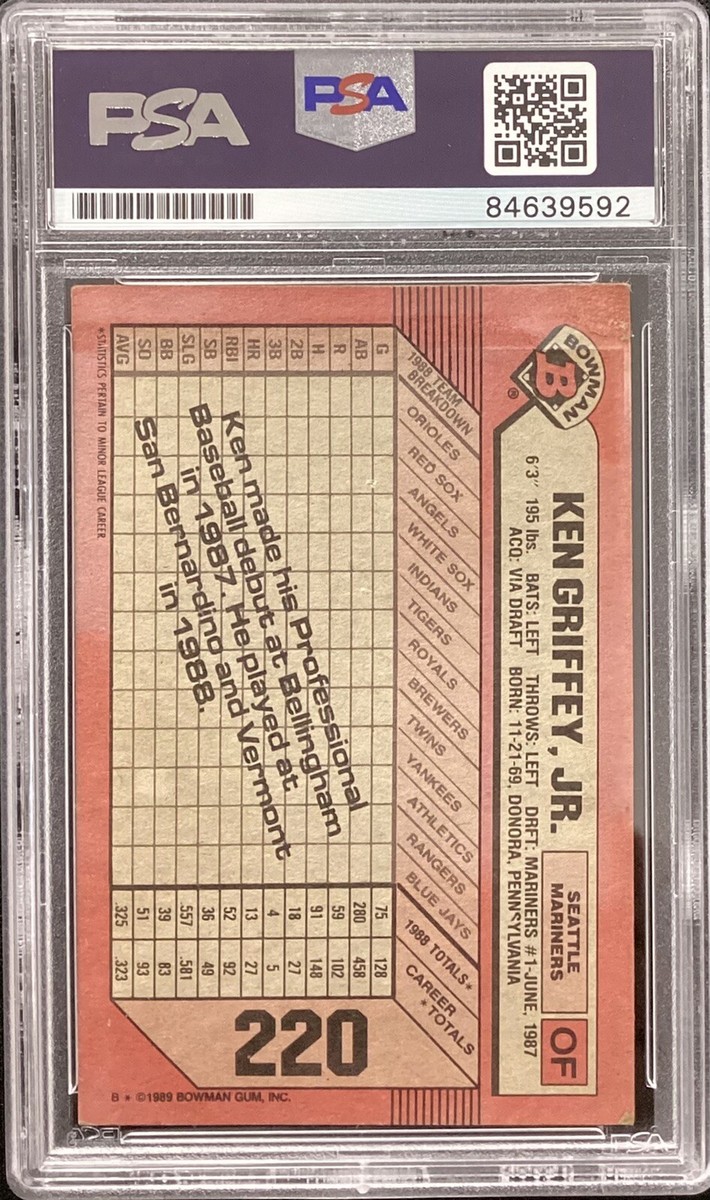 PSA
PSA
84639592
BOWMAN
B
®
KEN GRIFFEY, JR.
SEATTLE
MARINERS
OF
6'3" 195 lbs. BATS: LEFT THROWS: LEFT DRFT: MARINERS #1-JUNE, 1987
ACQ: VIA DRAFT BORN: 11-21-69, DONORA, PENNSYLVANIA
1988 TEAM
BREAKDOWN
ORIOLES
RED SOX
ANGELS
WHITE SOX
INDIANS
TIGERS
ROYALS
BREWERS
TWINS
YANKEES
ATHLETICS
RANGERS
BLUE JAYS
1988 TOTALS*
CAREER
*TOTALS
G 75 128
AB 280 458
R 59 102
H 91 148
2B 18 27
3B 4 5
HR 13 27
RBI 52 92
SB 36 49
SLG .557 .581
BB 39 83
SO 51 93
AVG .325 .323
Ken made his Professional
Baseball debut at Bellingham
in 1987. He played at
San Bernardino and Vermont
in 1988.
*STATISTICS PERTAIN TO MINOR LEAGUE CAREER
220
B * ©1989 BOWMAN GUM, INC.
PSA